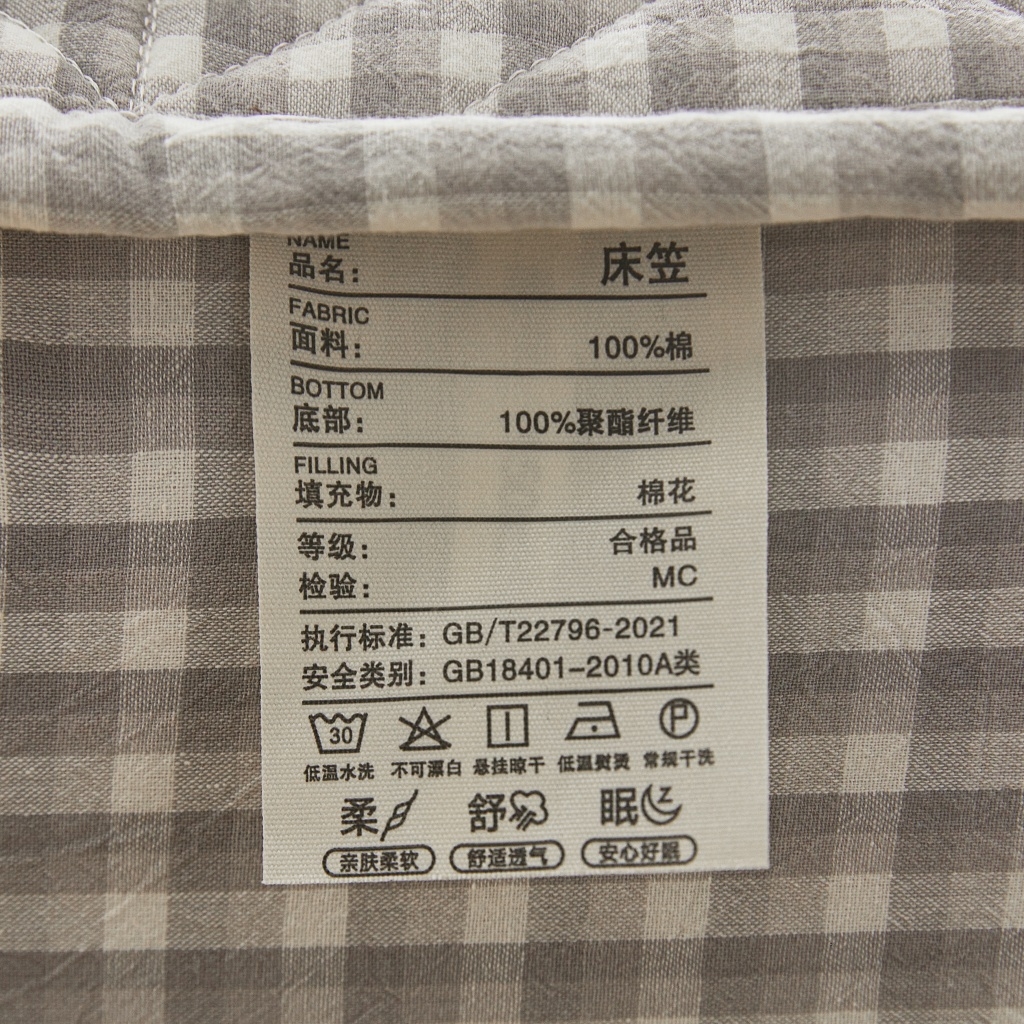 NAME
品名： 床笠
FABRIC
面料： 100%棉
BOTTOM
底部： 100%聚酯纤维
FILLING
填充物： 棉花
等级： 合格品
检验： MC
执行标准：GB/T22796-2021
安全类别：GB18401-2010A类
30 P
低温水洗 不可漂白 悬挂晾干 低温熨烫 常规干洗
柔 舒 眠z
亲肤柔软 舒适透气 安心好眠